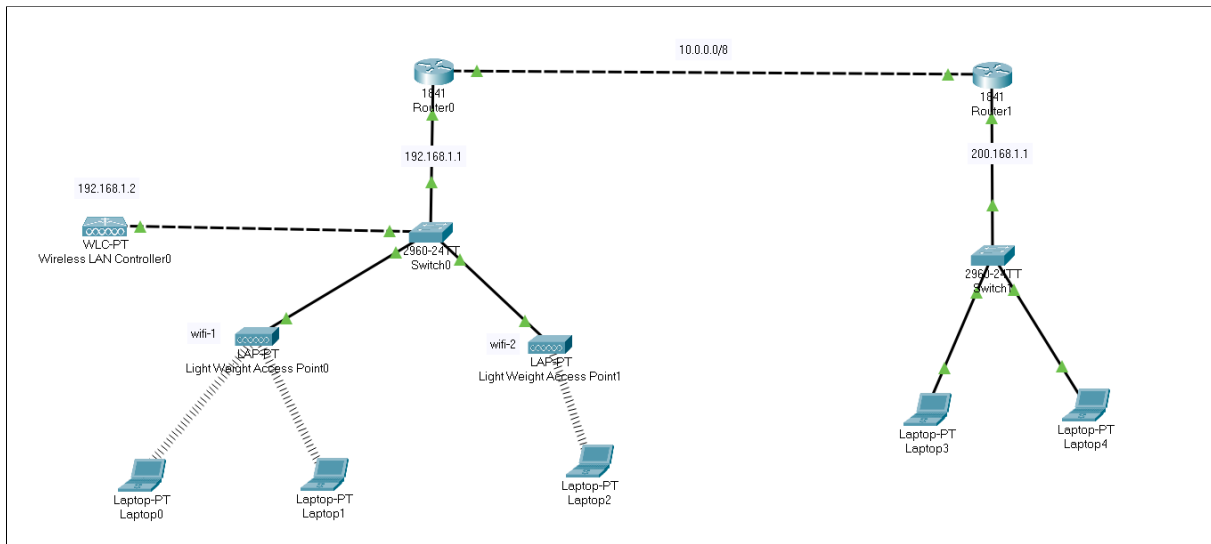 10.0.0.0/8
1841
Router0
1841
Router1
192.168.1.1
200.168.1.1
192.168.1.2
WLC-PT
Wireless LAN Controller0
2960-24TT
Switch0
2960-24TT
Switch1
wifi-1
LAP-PT
Light Weight Access Point0
wifi-2
LAP-PT
Light Weight Access Point1
Laptop-PT
Laptop3
Laptop-PT
Laptop4
Laptop-PT
Laptop0
Laptop-PT
Laptop1
Laptop-PT
Laptop2